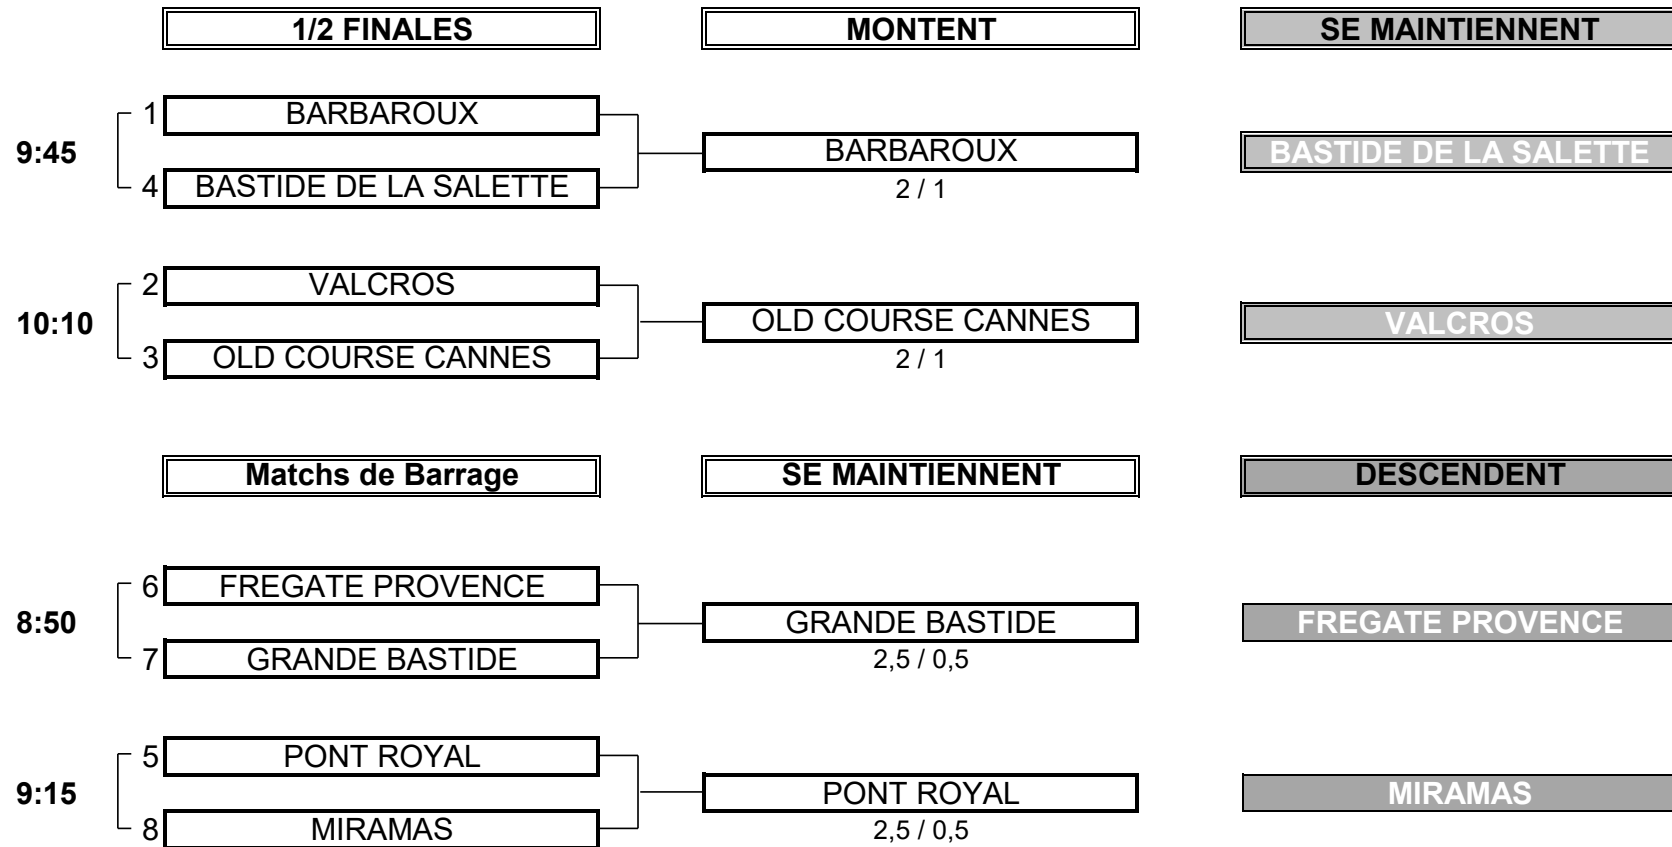 1/2 FINALES MONTENT SE MAINTIENNENT
1 BARBAROUX
9:45 BARBAROUX BASTIDE DE LA SALETTE
4 BASTIDE DE LA SALETTE 2 / 1
2 VALCROS
10:10 OLD COURSE CANNES VALCROS
3 OLD COURSE CANNES 2 / 1
Matchs de Barrage SE MAINTIENNENT DESCENDENT
6 FREGATE PROVENCE
8:50 GRANDE BASTIDE FREGATE PROVENCE
7 GRANDE BASTIDE 2,5 / 0,5
5 PONT ROYAL
9:15 PONT ROYAL MIRAMAS
8 MIRAMAS 2,5 / 0,5